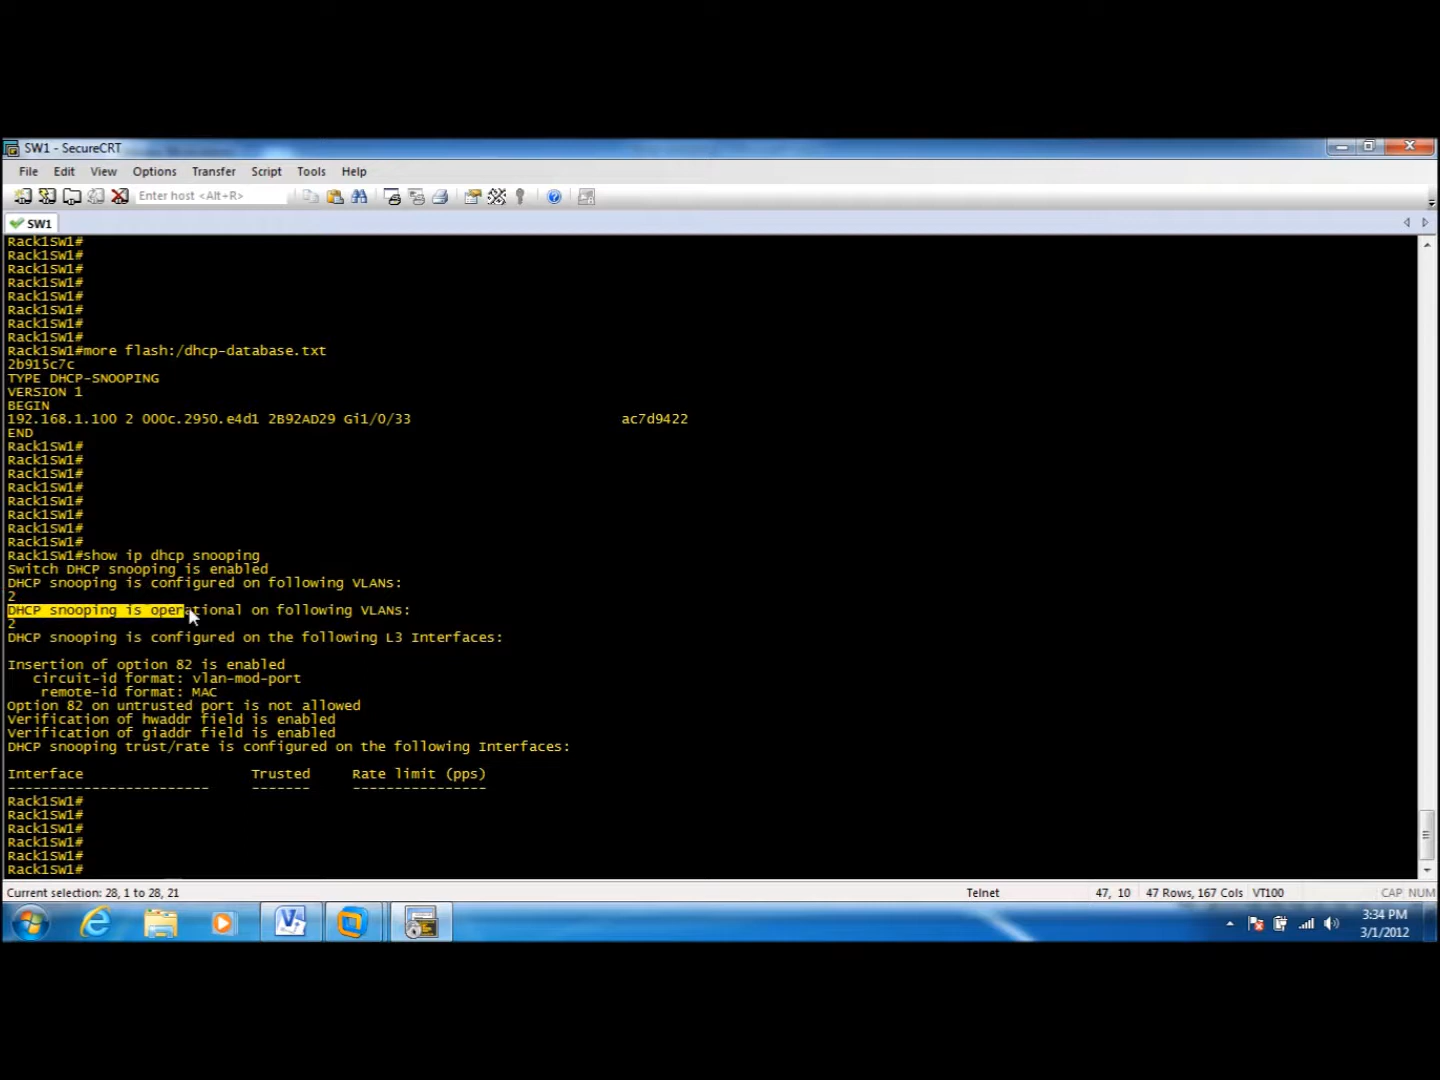 SW1 - SecureCRT
File Edit View Options Transfer Script Tools Help
Enter host <Alt+R>
SW1
Rack1SW1#
Rack1SW1#
Rack1SW1#
Rack1SW1#
Rack1SW1#
Rack1SW1#
Rack1SW1#
Rack1SW1#
Rack1SW1#more flash:/dhcp-database.txt
2b915c7c
TYPE DHCP-SNOOPING
VERSION 1
BEGIN
192.168.1.100 2 000c.2950.e4d1 2B92AD29 Gi1/0/33 ac7d9422
END
Rack1SW1#
Rack1SW1#
Rack1SW1#
Rack1SW1#
Rack1SW1#
Rack1SW1#
Rack1SW1#
Rack1SW1#
Rack1SW1#show ip dhcp snooping
Switch DHCP snooping is enabled
DHCP snooping is configured on following VLANs:
2
DHCP snooping is operational on following VLANs:
2
DHCP snooping is configured on the following L3 Interfaces:
Insertion of option 82 is enabled
circuit-id format: vlan-mod-port
remote-id format: MAC
Option 82 on untrusted port is not allowed
Verification of hwaddr field is enabled
Verification of giaddr field is enabled
DHCP snooping trust/rate is configured on the following Interfaces:
Interface Trusted Rate limit (pps)
------------------------ ------- ----------------
Rack1SW1#
Rack1SW1#
Rack1SW1#
Rack1SW1#
Rack1SW1#
Rack1SW1#
Current selection: 28, 1 to 28, 21 Telnet 47, 10 47 Rows, 167 Cols VT100 CAP NUM
3:34 PM
3/1/2012